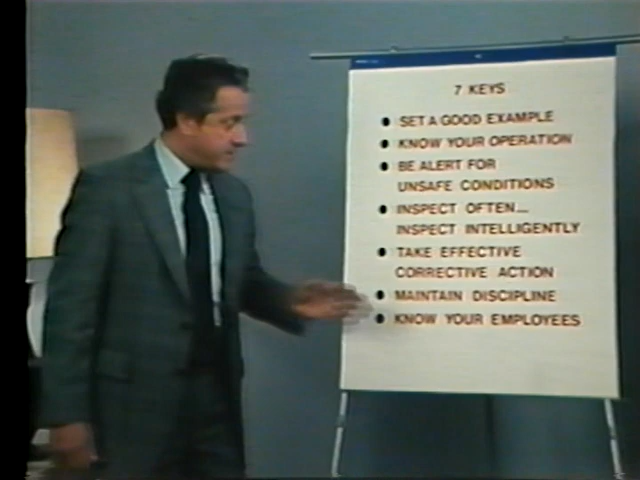 7 KEYS
SET A GOOD EXAMPLE
KNOW YOUR OPERATION
BE ALERT FOR
UNSAFE CONDITIONS
INSPECT OFTEN...
INSPECT INTELLIGENTLY
TAKE EFFECTIVE
CORRECTIVE ACTION
MAINTAIN DISCIPLINE
KNOW YOUR EMPLOYEES